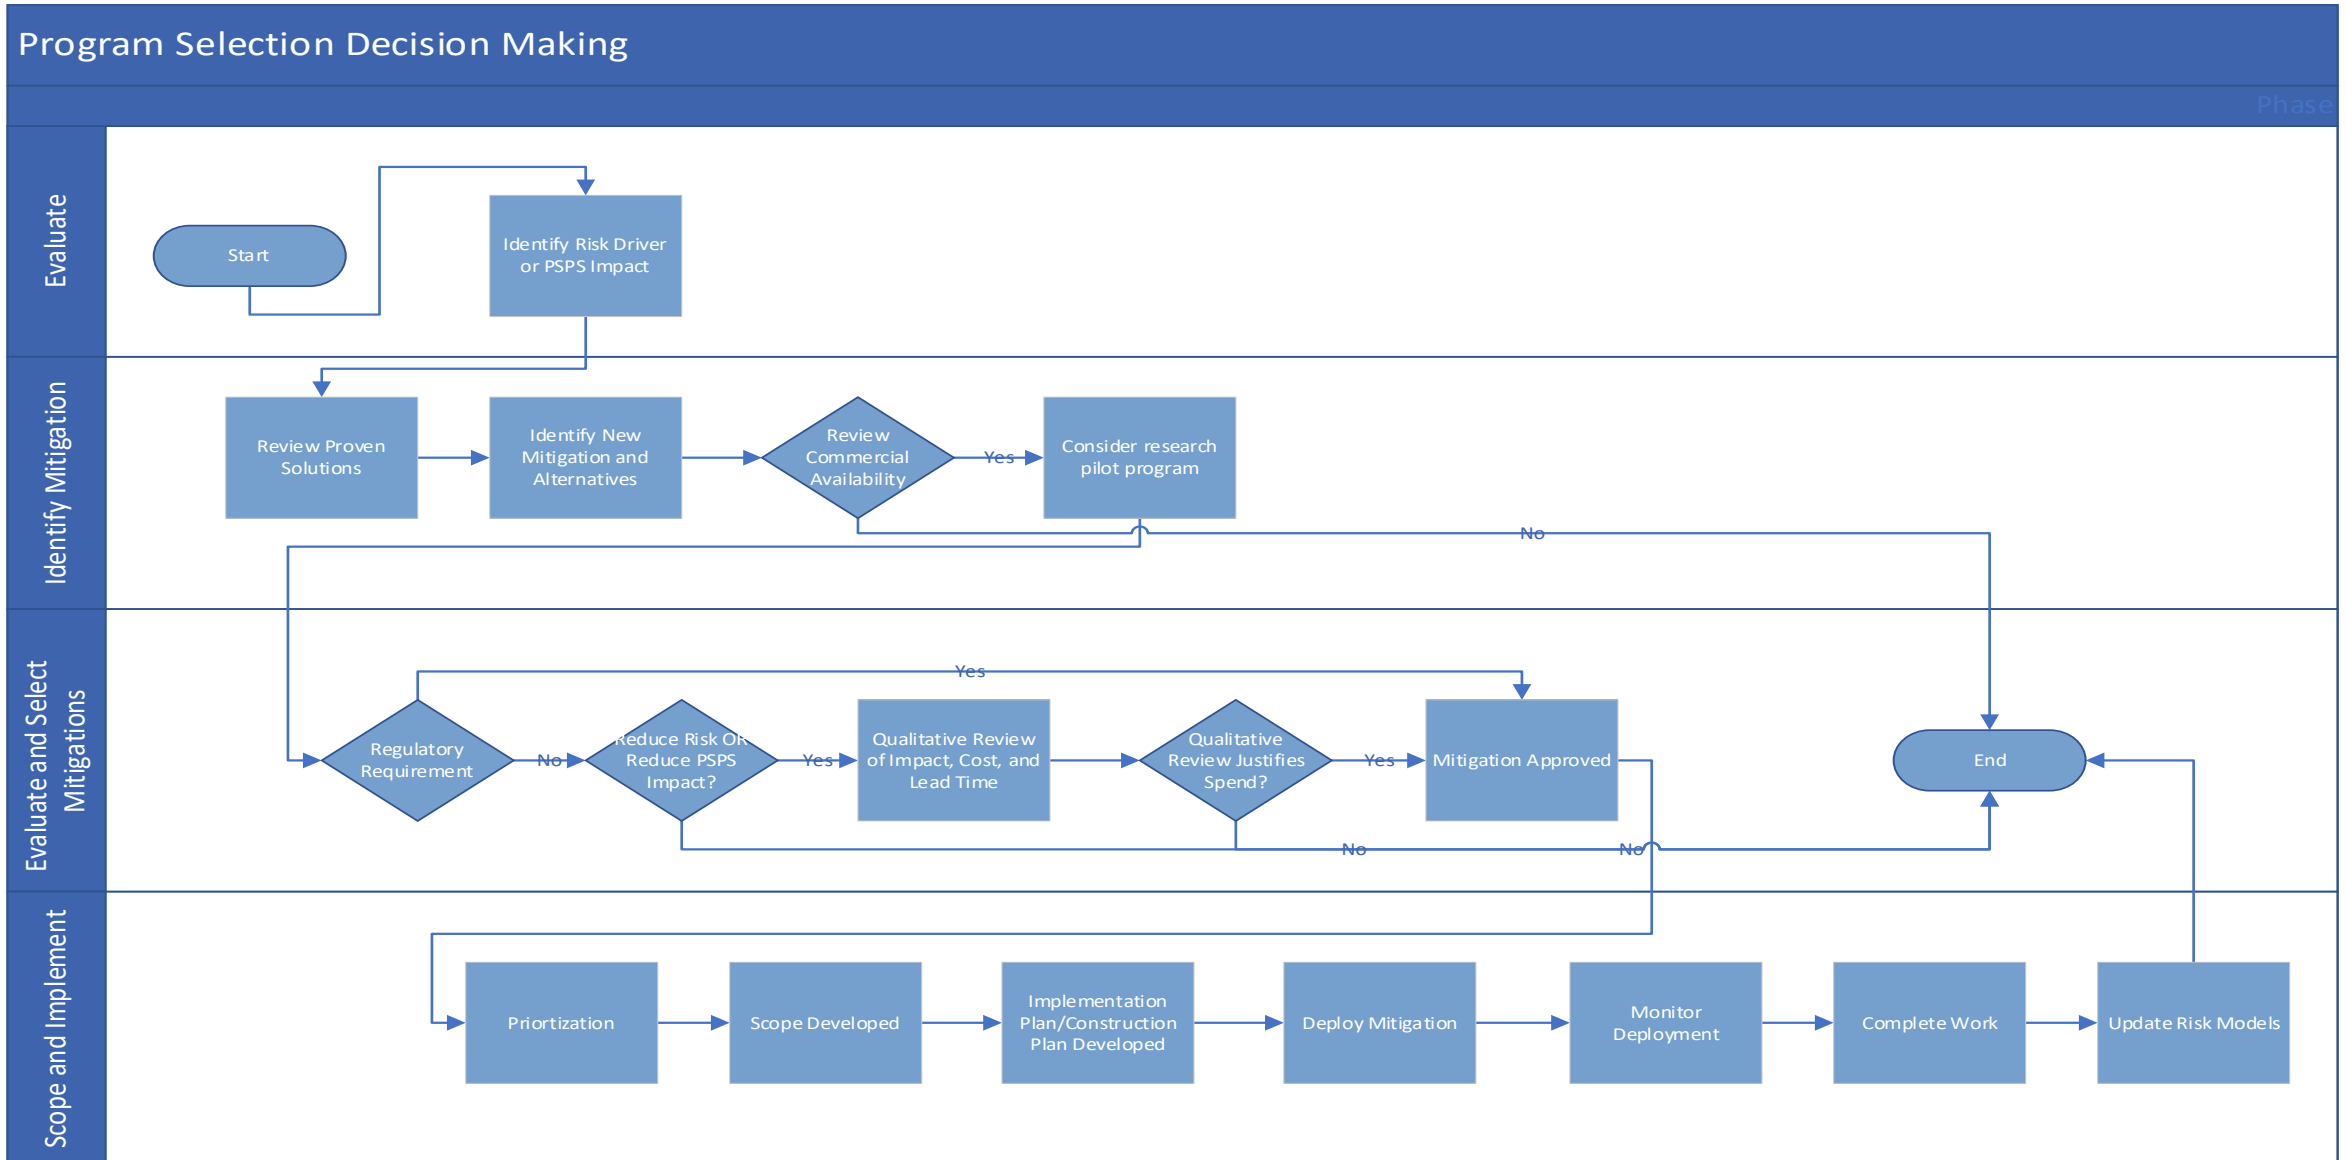 Program Selection Decision Making
Phase
Evaluate
Start
Identify Risk Driver
or PSPS Impact
Identify Mitigation
Review Proven
Solutions
Identify New
Mitigation and
Alternatives
Review
Commercial
Availability
Yes
Consider research
pilot program
No
Evaluate and Select
Mitigations
Yes
Regulatory
Requirement
No
Reduce Risk OR
Reduce PSPS
Impact?
Yes
Qualitative Review
of Impact, Cost, and
Lead Time
Qualitative
Review Justifies
Spend?
Yes
Mitigation Approved
End
No
No
Scope and Implement
Priortization
Scope Developed
Implementation
Plan/Construction
Plan Developed
Deploy Mitigation
Monitor
Deployment
Complete Work
Update Risk Models